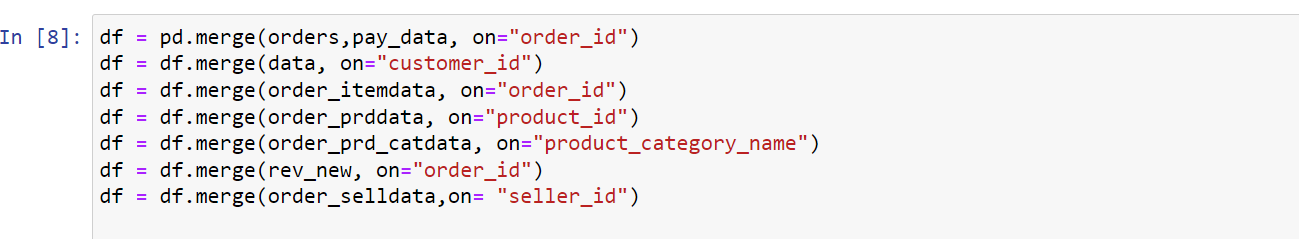 In [8]: df = pd.merge(orders,pay_data, on="order_id")
df = df.merge(data, on="customer_id")
df = df.merge(order_itemdata, on="order_id")
df = df.merge(order_prddata, on="product_id")
df = df.merge(order_prd_catdata, on="product_category_name")
df = df.merge(rev_new, on="order_id")
df = df.merge(order_selldata,on= "seller_id")